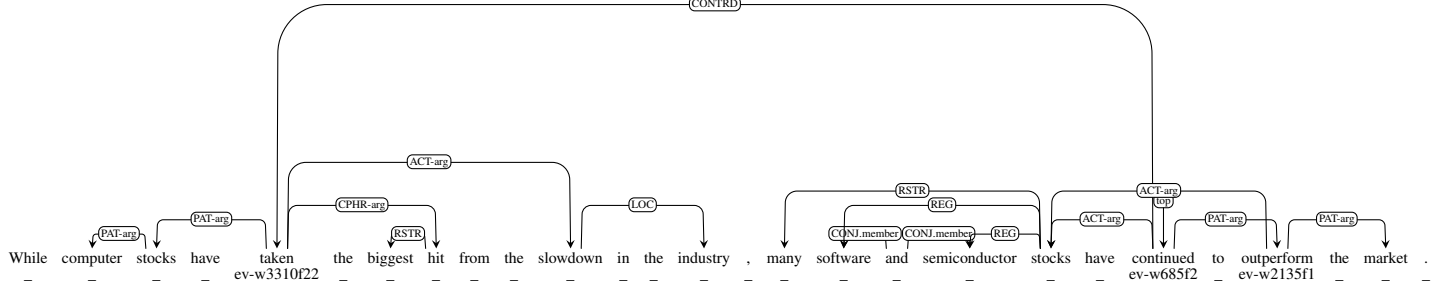 CONTRD
ACT-arg
RSTR ACT-arg
top
CPHR-arg LOC REG
PAT-arg PAT-arg ACT-arg PAT-arg PAT-arg
PAT-arg RSTR CONJ.member CONJ.member REG
While computer stocks have taken the biggest hit from the slowdown in the industry , many software and semiconductor stocks have continued to outperform the market .
_ _ _ _ ev-w3310f22 _ _ _ _ _ _ _ _ _ _ _ _ _ _ _ _ ev-w685f2 _ ev-w2135f1 _ _ _